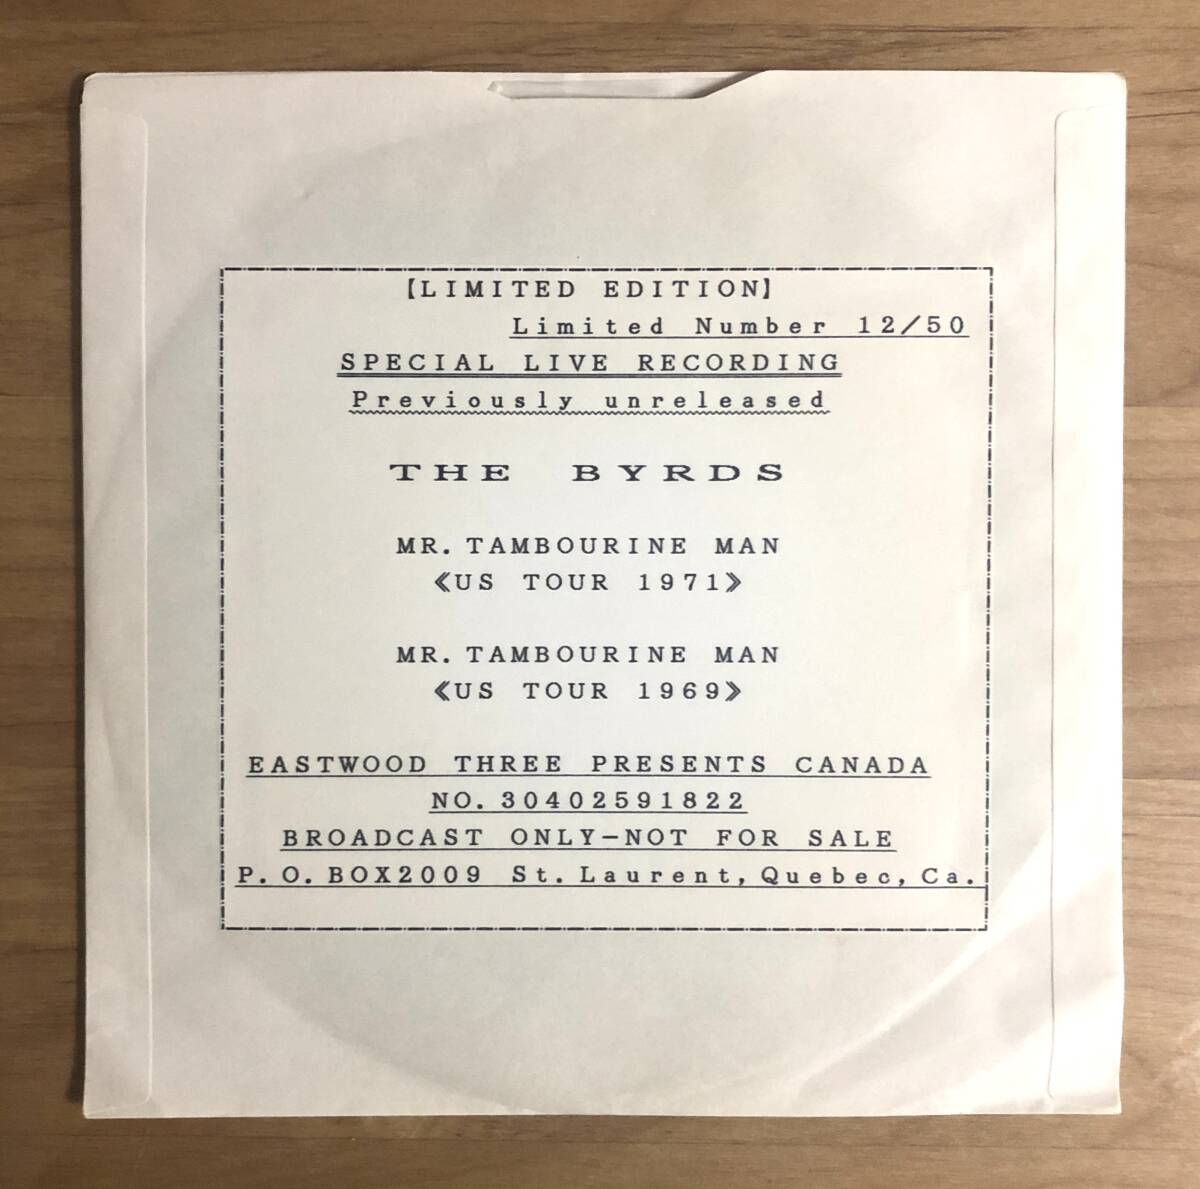 【LIMITED EDITION】
Limited Number 12/50
SPECIAL LIVE RECORDING
Previously unreleased
THE BYRDS
MR. TAMBOURINE MAN
《US TOUR 1971》
MR. TAMBOURINE MAN
《US TOUR 1969》
EASTWOOD THREE PRESENTS CANADA
NO. 30402591822
BROADCAST ONLY-NOT FOR SALE
P. O. BOX2009 St. Laurent, Quebec, Ca.